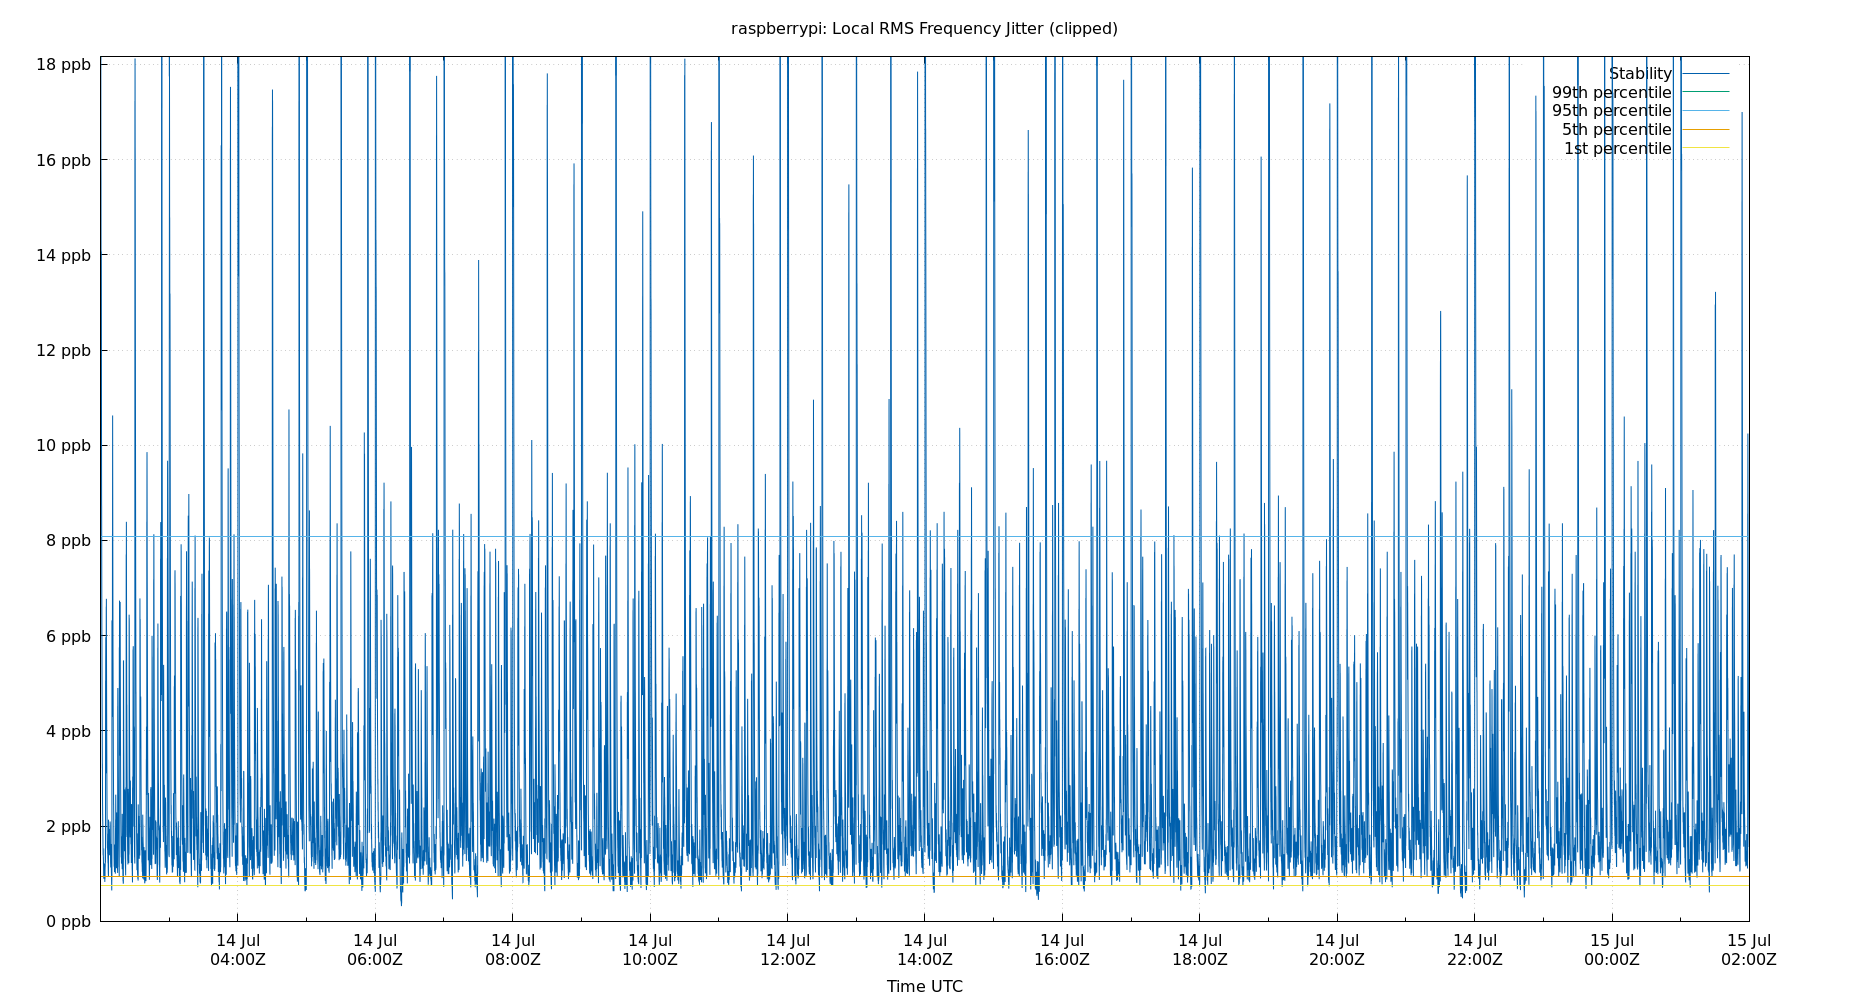 raspberrypi: Local RMS Frequency Jitter (clipped)
18 ppb
16 ppb
14 ppb
12 ppb
10 ppb
8 ppb
6 ppb
4 ppb
2 ppb
0 ppb
Stability
99th percentile
95th percentile
5th percentile
1st percentile
14 Jul 14 Jul 14 Jul 14 Jul 14 Jul 14 Jul 14 Jul 14 Jul 14 Jul 14 Jul 15 Jul 15 Jul
04:00Z 06:00Z 08:00Z 10:00Z 12:00Z 14:00Z 16:00Z 18:00Z 20:00Z 22:00Z 00:00Z 02:00Z
Time UTC